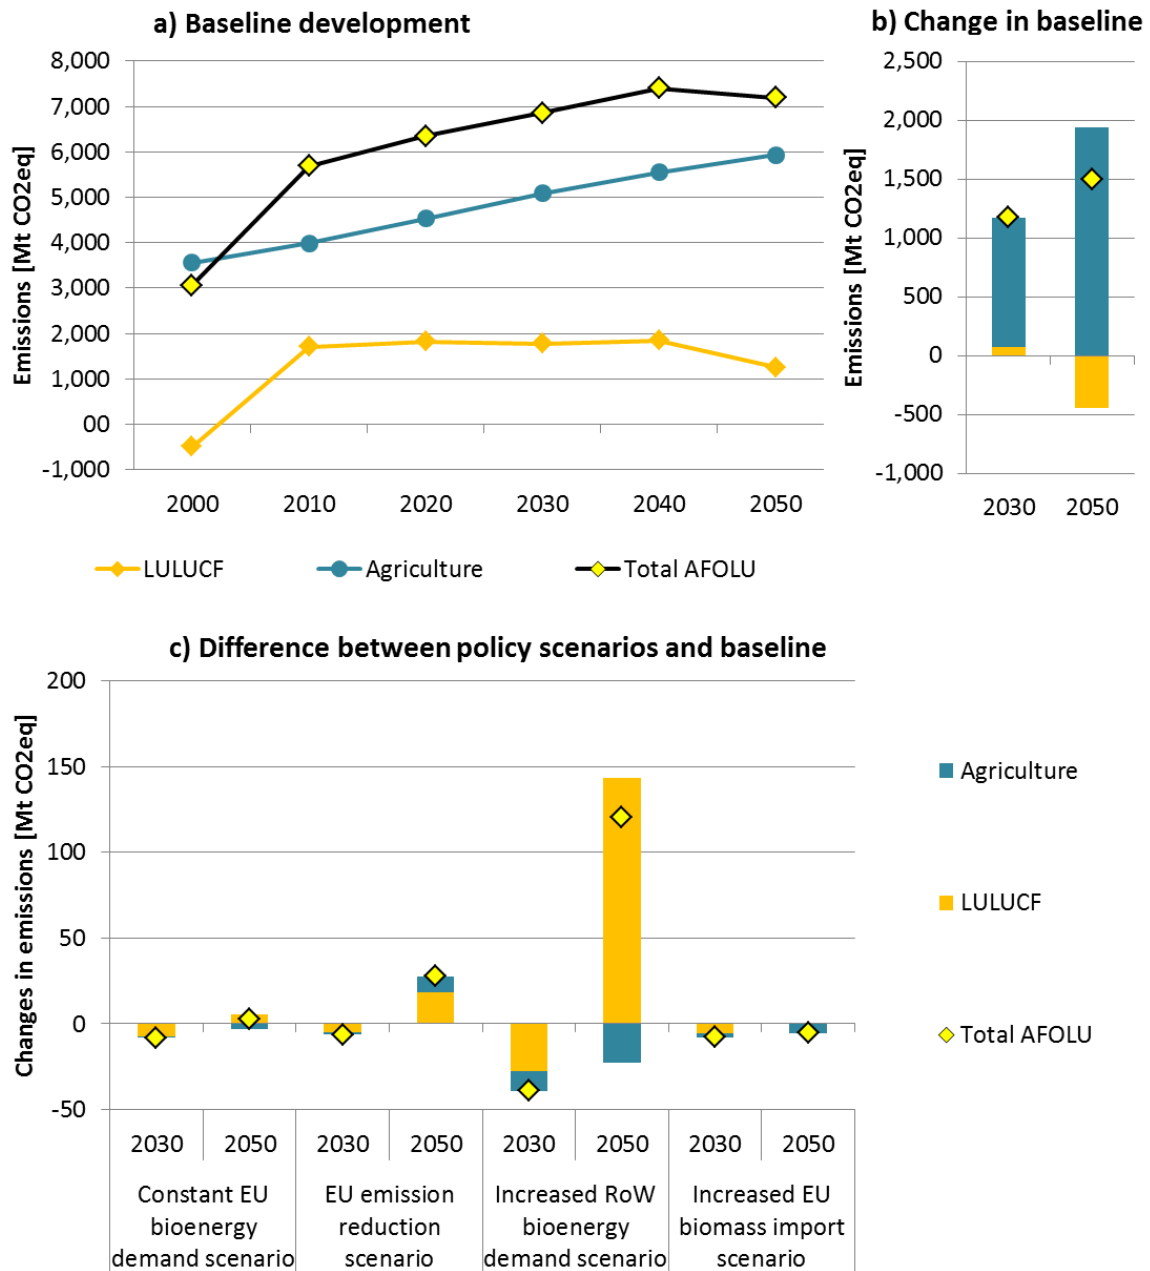 a) Baseline development
Emissions [Mt CO2eq]
8,000
7,000
6,000
5,000
4,000
3,000
2,000
1,000
00
-1,000
2000 2010 2020 2030 2040 2050
LULUCF Agriculture Total AFOLU
b) Change in baseline
Emissions [Mt CO2eq]
2,500
2,000
1,500
1,000
500
0
-500
-1,000
2030 2050
c) Difference between policy scenarios and baseline
Changes in emissions [Mt CO2eq]
200
150
100
50
0
-50
2030 2050 2030 2050 2030 2050 2030 2050
Constant EU
bioenergy
demand scenario
EU emission
reduction
scenario
Increased RoW
bioenergy
demand scenario
Increased EU
biomass import
scenario
Agriculture
LULUCF
Total AFOLU